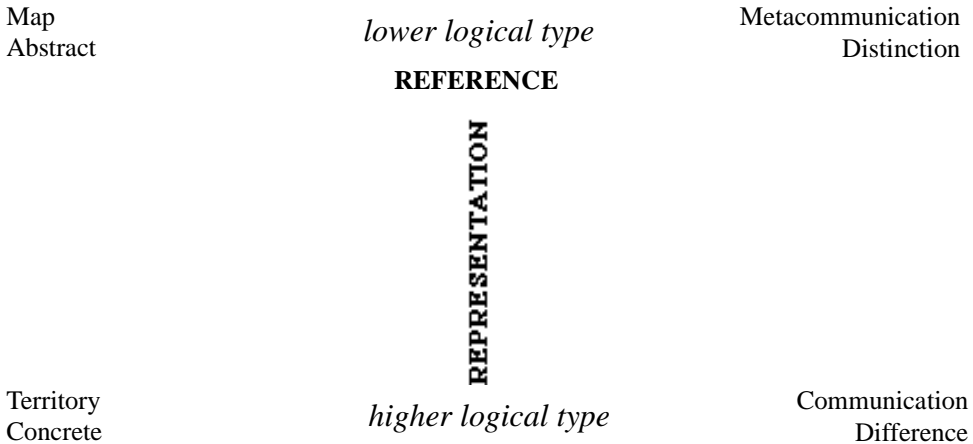 Map
Abstract
lower logical type
Metacommunication
Distinction
REFERENCE
REPRESENTATION
Territory
Concrete
higher logical type
Communication
Difference